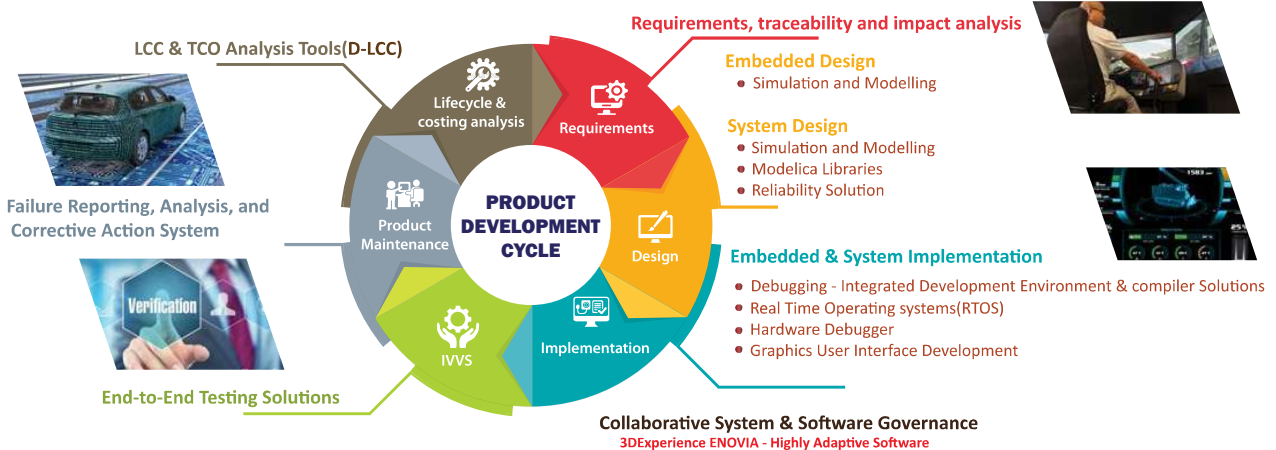 Requirements, traceability and impact analysis
LCC & TCO Analysis Tools(D-LCC)
Embedded Design
Simulation and Modelling
System Design
Simulation and Modelling
Modelica Libraries
Reliability Solution
Lifecycle &
costing analysis
Requirements
Product
Maintenance
PRODUCT
DEVELOPMENT
CYCLE
Design
IVVS
Implementation
Failure Reporting, Analysis, and
Corrective Action System
Verification
End-to-End Testing Solutions
1583
Embedded & System Implementation
Debugging - Integrated Development Environment & compiler Solutions
Real Time Operating systems(RTOS)
Hardware Debugger
Graphics User Interface Development
Collaborative System & Software Governance
3DExperience ENOVIA - Highly Adaptive Software